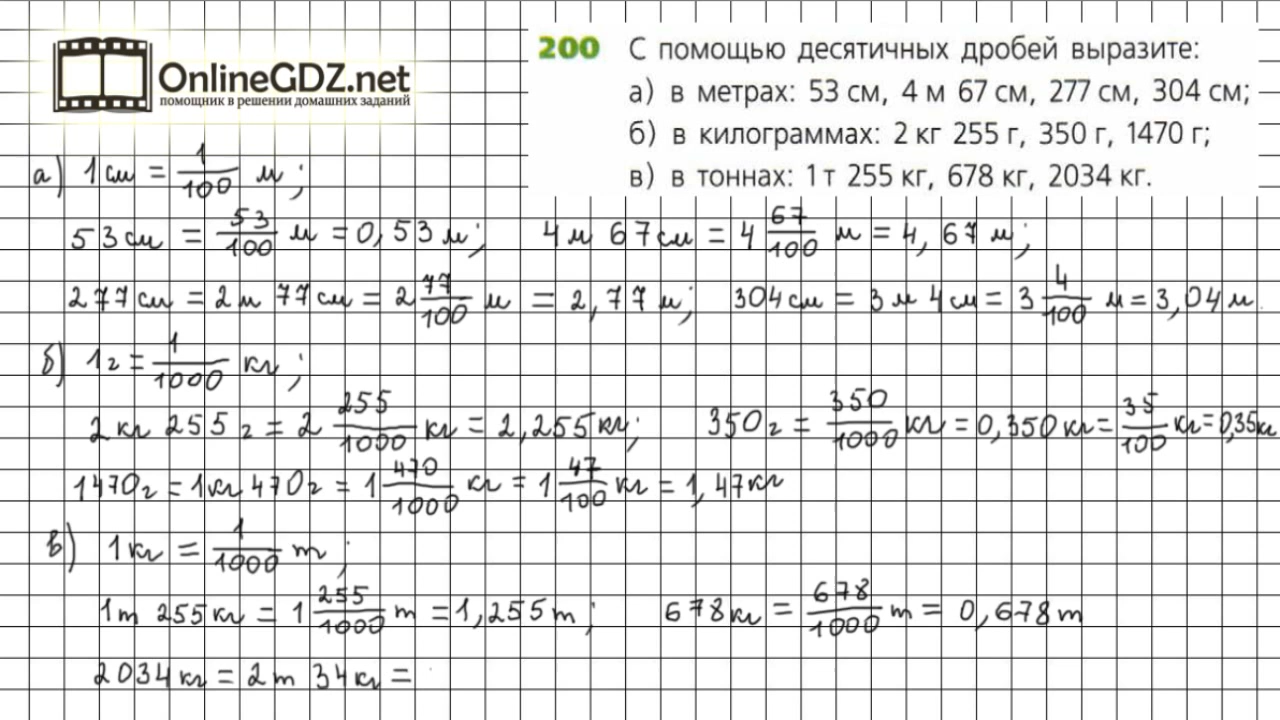 OnlineGDZ.net
помощник в решении домашних заданий
200 С помощью десятичных дробей выразите:
а) в метрах: 53 см, 4 м 67 см, 277 см, 304 см;
б) в килограммах: 2 кг 255 г, 350 г, 1470 г;
в) в тоннах: 1 т 255 кг, 678 кг, 2034 кг.
а) 1 см = 1/100 м;
53 см = 53/100 м = 0,53 м; 4 м 67 см = 4 67/100 м = 4,67 м;
277 см = 2 м 77 см = 2 77/100 м = 2,77 м; 304 см = 3 м 4 см = 3 4/100 м = 3,04 м.
б) 1 г = 1/1000 кг;
2 кг 255 г = 2 255/1000 кг = 2,255 кг; 350 г = 350/1000 кг = 0,350 кг = 35/100 кг = 0,35 кг
1470 г = 1 кг 470 г = 1 470/1000 кг = 1 47/100 кг = 1,47 кг
в) 1 кг = 1/1000 т;
1 т 255 кг = 1 255/1000 т = 1,255 т; 678 кг = 678/1000 т = 0,678 т
2034 кг = 2 т 34 кг =